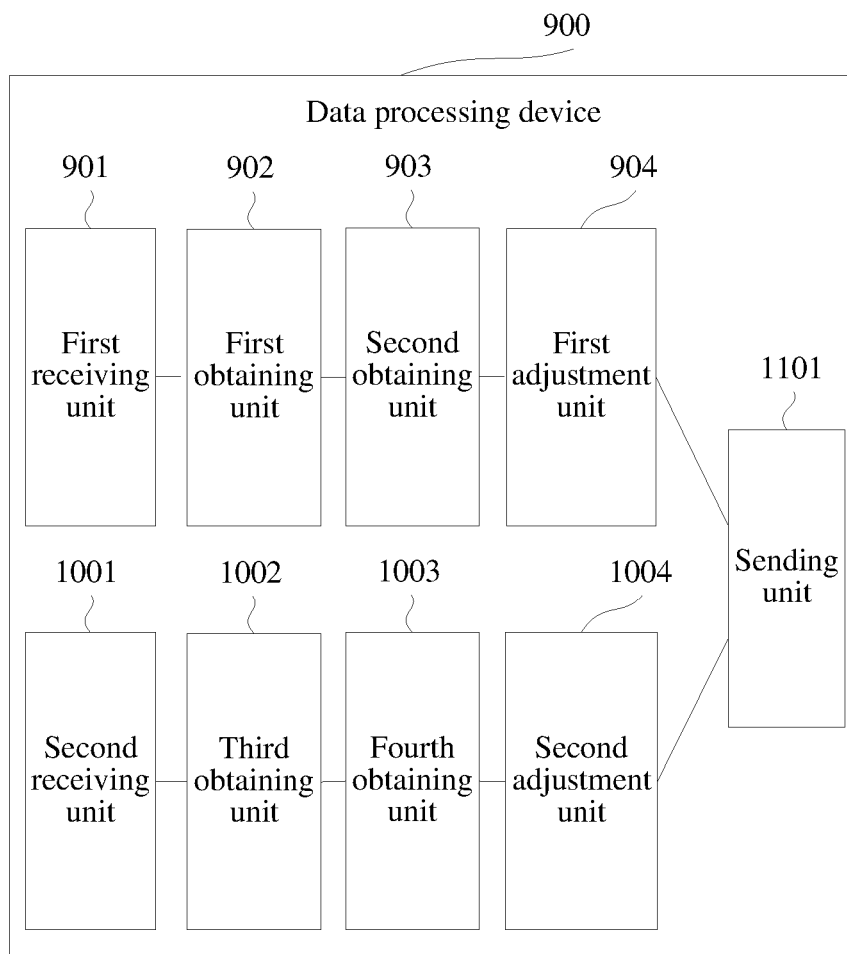 900
Data processing device
901
902
903
904
First
receiving
unit
First
obtaining
unit
Second
obtaining
unit
First
adjustment
unit
1101
Sending
unit
1001
1002
1003
1004
Second
receiving
unit
Third
obtaining
unit
Fourth
obtaining
unit
Second
adjustment
unit